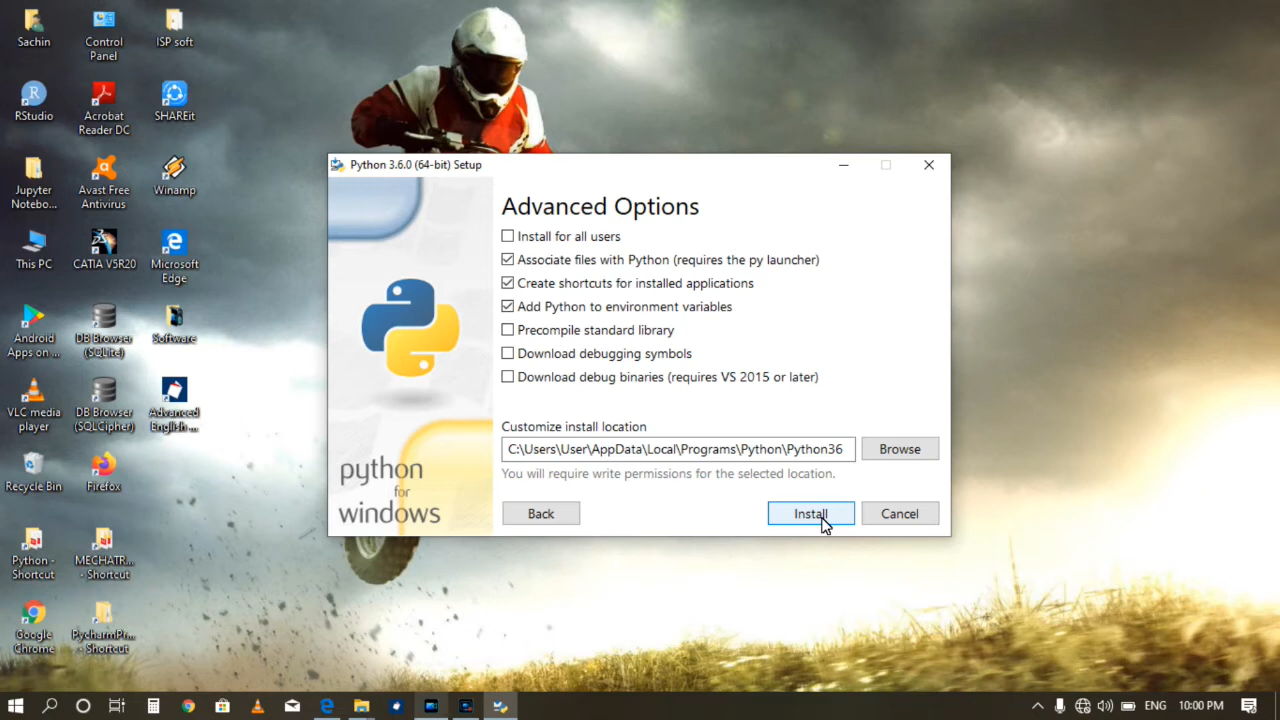 Sachin
Control
Panel
ISP soft
RStudio
Acrobat
Reader DC
SHAREit
Jupyter
Notebo...
Avast Free
Antivirus
Winamp
This PC
CATIA V5R20
Microsoft
Edge
Android
Apps on ...
DB Browser
(SQLite)
Software
VLC media
player
DB Browser
(SQLCipher)
Advanced
English ...
Recycle Bin
Firefox
Python -
Shortcut
MECHATR...
- Shortcut
Google
Chrome
PycharmPr...
- Shortcut
Python 3.6.0 (64-bit) Setup
Advanced Options
Install for all users
Associate files with Python (requires the py launcher)
Create shortcuts for installed applications
Add Python to environment variables
Precompile standard library
Download debugging symbols
Download debug binaries (requires VS 2015 or later)
Customize install location
C:\Users\User\AppData\Local\Programs\Python\Python36
Browse
You will require write permissions for the selected location.
python
for
windows
Back
Install
Cancel
ENG
10:00 PM